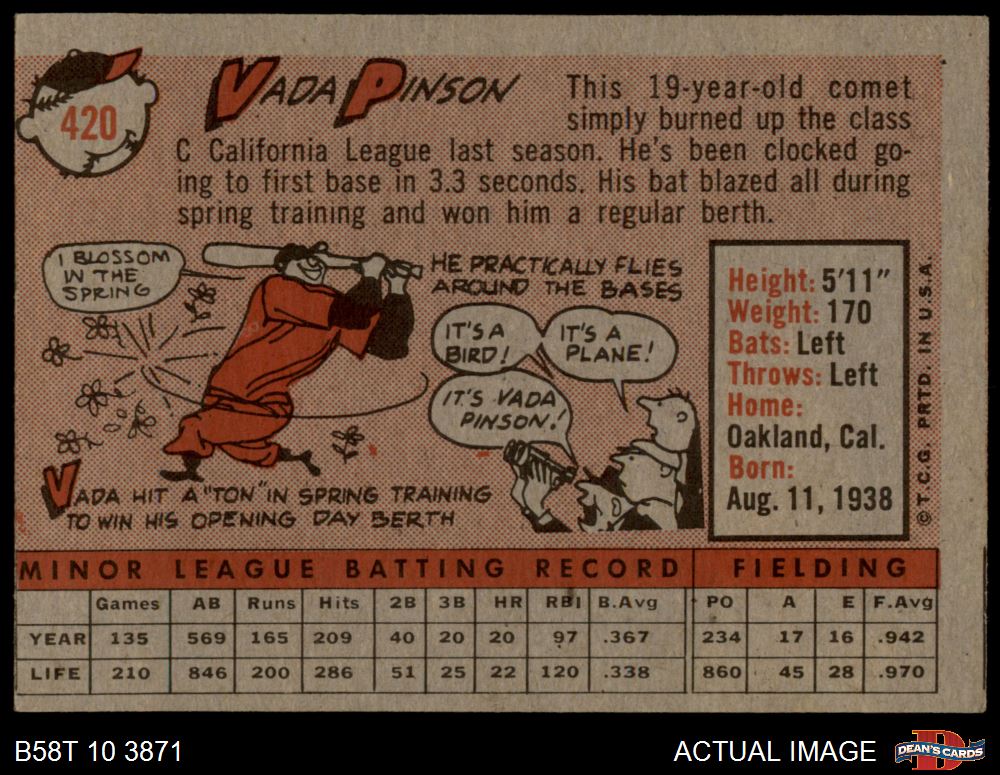 420
VADA PINSON
This 19-year-old comet
simply burned up the class
C California League last season. He's been clocked go-
ing to first base in 3.3 seconds. His bat blazed all during
spring training and won him a regular berth.
I BLOSSOM
IN THE
SPRING
HE PRACTICALLY FLIES
AROUND THE BASES
IT'S A
BIRD!
IT'S A
PLANE!
IT'S VADA
PINSON!
VADA HIT A "TON" IN SPRING TRAINING
TO WIN HIS OPENING DAY BERTH
Height: 5'11"
Weight: 170
Bats: Left
Throws: Left
Home:
Oakland, Cal.
Born:
Aug. 11, 1938
© T.C.G. PRTD. IN U.S.A.
MINOR LEAGUE BATTING RECORD FIELDING
Games AB Runs Hits 2B 3B HR RBI B.Avg PO A E F.Avg
YEAR 135 569 165 209 40 20 20 97 .367 234 17 16 .942
LIFE 210 846 200 286 51 25 22 120 .338 860 45 28 .970
B58T 10 3871
ACTUAL IMAGE
DEAN'S CARDS